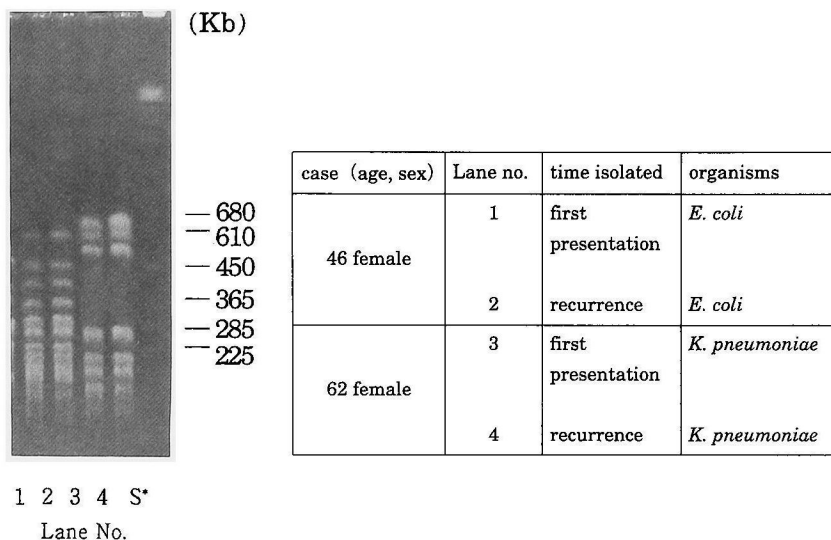 (Kb)
680
610
450
365
285
225
1 2 3 4 S*
Lane No.
case (age, sex) Lane no. time isolated organisms
46 female
1 first presentation E. coli
2 recurrence E. coli
62 female
3 first presentation K. pneumoniae
4 recurrence K. pneumoniae